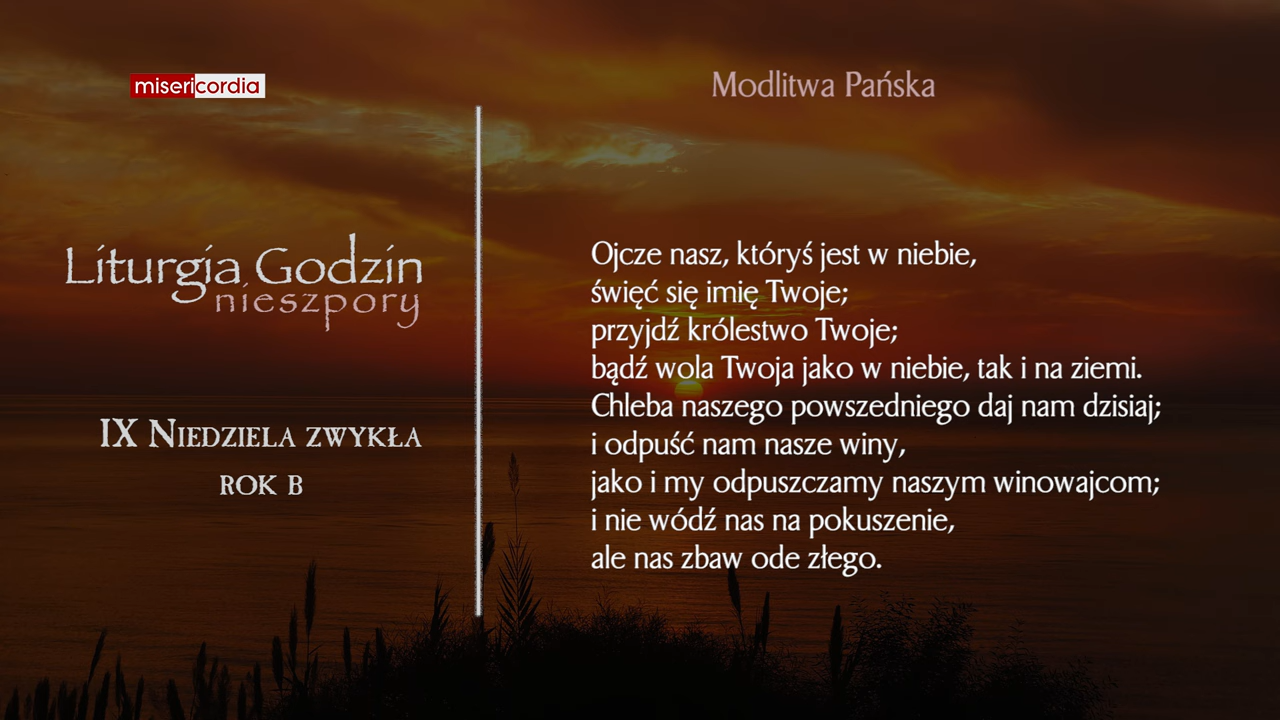 misericordia
Modlitwa Pańska
Liturgia Godzin
nieszpory
IX Niedziela zwykła
rok B
Ojcze nasz, któryś jest w niebie,
święć się imię Twoje;
przyjdź królestwo Twoje;
bądź wola Twoja jako w niebie, tak i na ziemi.
Chleba naszego powszedniego daj nam dzisiaj;
i odpuść nam nasze winy,
jako i my odpuszczamy naszym winowajcom;
i nie wódź nas na pokuszenie,
ale nas zbaw ode złego.